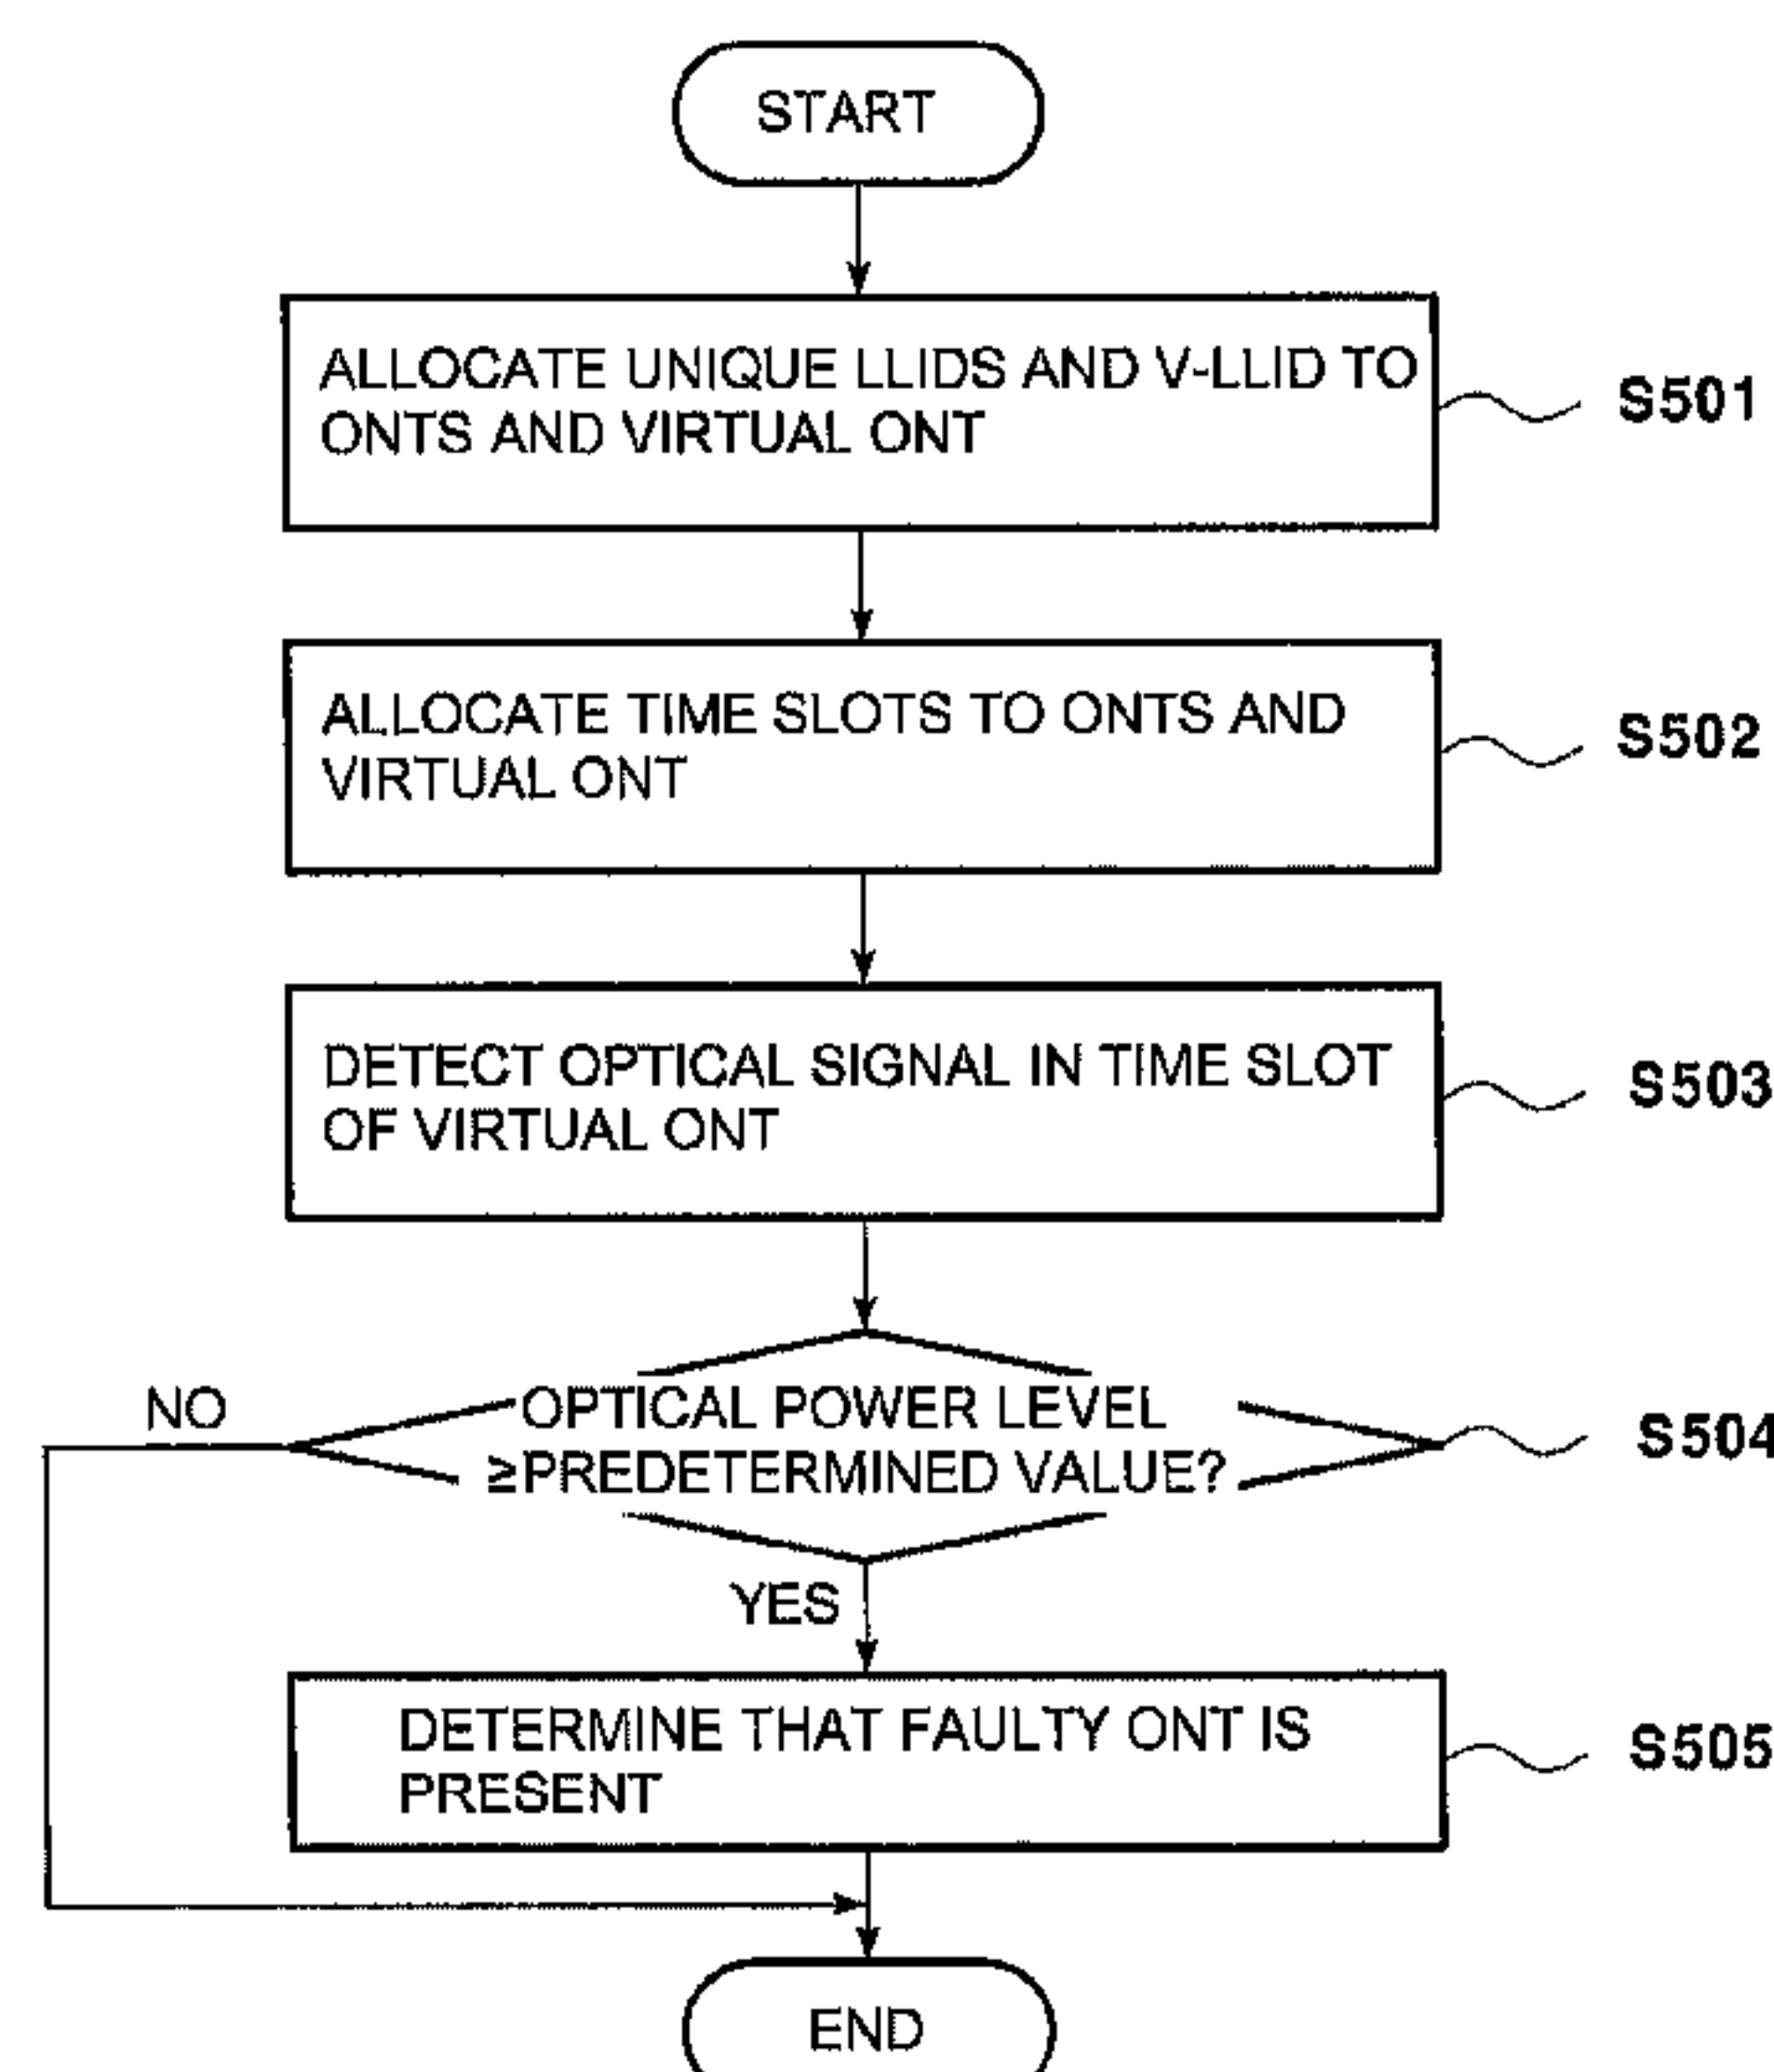 START
ALLOCATE UNIQUE LLIDS AND V-LLID TO
ONTS AND VIRTUAL ONT
S501
ALLOCATE TIME SLOTS TO ONTS AND
VIRTUAL ONT
S502
DETECT OPTICAL SIGNAL IN TIME SLOT
OF VIRTUAL ONT
S503
NO
OPTICAL POWER LEVEL
≥PREDETERMINED VALUE?
S504
YES
DETERMINE THAT FAULTY ONT IS
PRESENT
S505
END